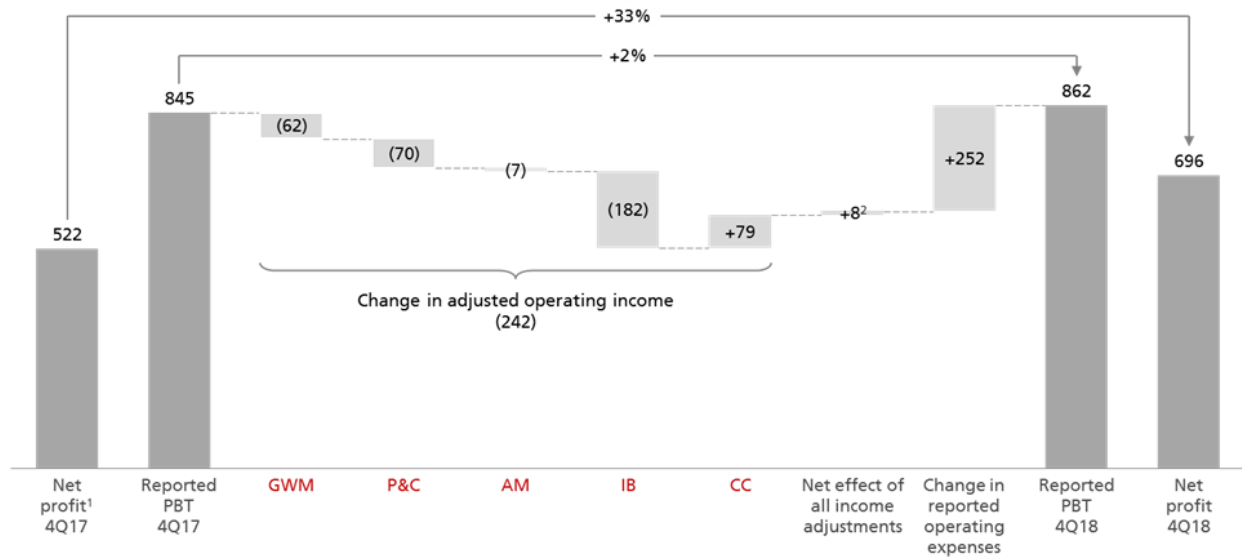 +33%
+2%
845
862
(62)
(70)
(7)
+252
696
(182)
+8²
+79
522
Change in adjusted operating income
(242)
Net
profit¹
4Q17
Reported
PBT
4Q17
GWM
P&C
AM
IB
CC
Net effect of
all income
adjustments
Change in
reported
operating
expenses
Reported
PBT
4Q18
Net
profit
4Q18